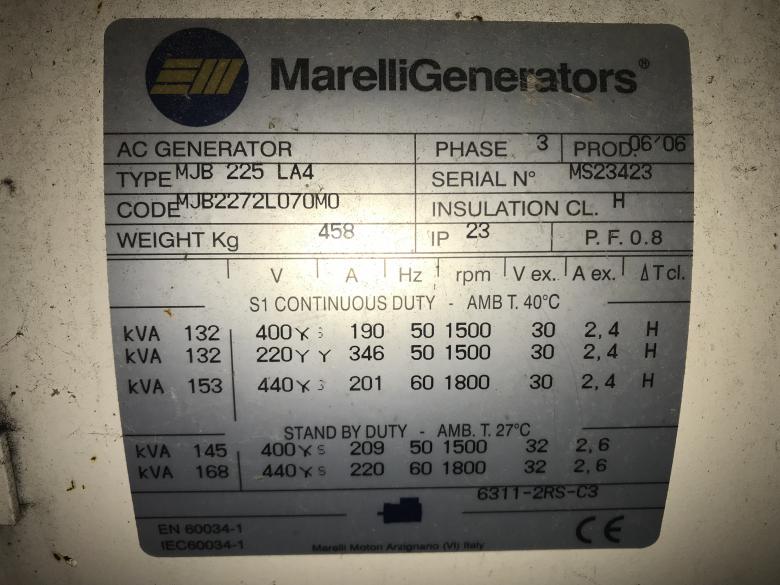 MarelliGenerators®
AC GENERATOR PHASE 3 PROD. 06/06
TYPE MJB 225 LA4 SERIAL N° MS23423
CODE MJB2272L070M0 INSULATION CL. H
WEIGHT Kg 458 IP 23 P. F. 0.8
V A Hz rpm V ex. A ex. ΔT cl.
S1 CONTINUOUS DUTY - AMB T. 40°C
kVA 132 400 Y S 190 50 1500 30 2,4 H
kVA 132 220 Y Y 346 50 1500 30 2,4 H
kVA 153 440 Y S 201 60 1800 30 2,4 H
STAND BY DUTY - AMB. T. 27°C
kVA 145 400 Y S 209 50 1500 32 2,6
kVA 168 440 Y S 220 60 1800 32 2,6
6311-2RS-C3
EN 60034-1
IEC60034-1
Marelli Motori Arzignano (VI) Italy
CE